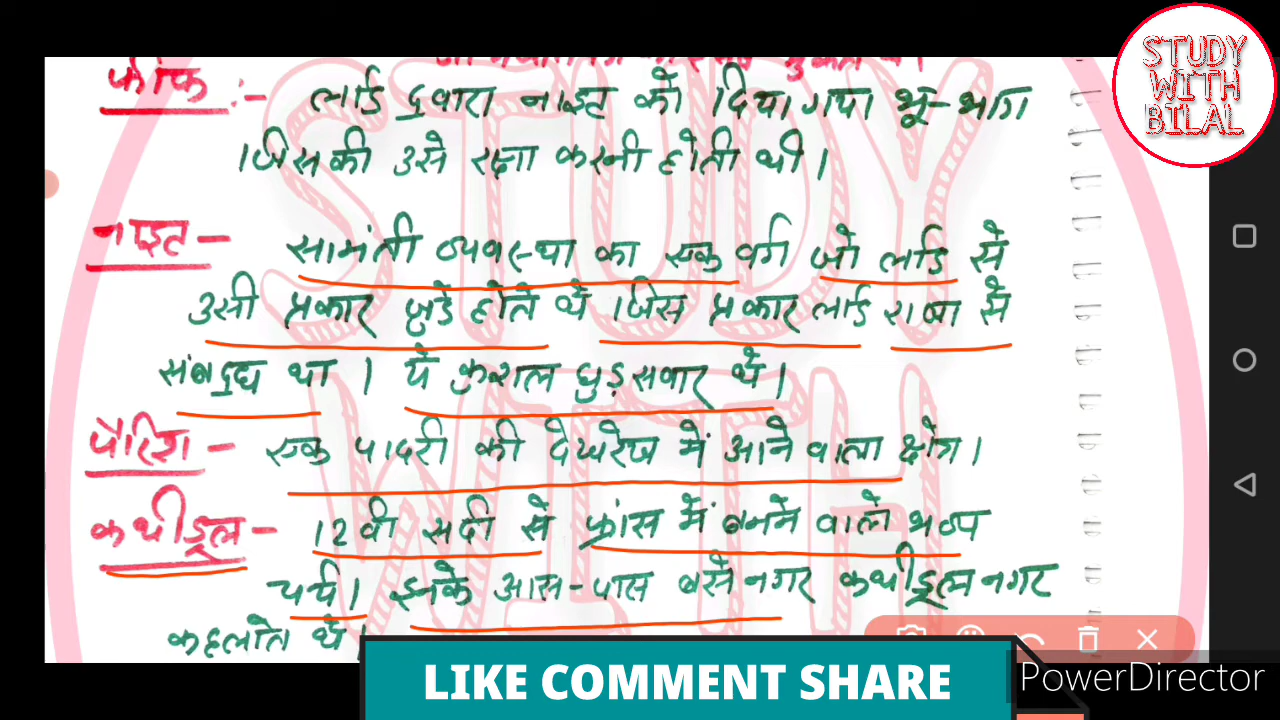 STUDY
WITH
BILAL
फीफ :- लार्ड द्वारा नाइट को दिया गया भू-भाग
जिसकी उसे रक्षा करनी होती थी।
नाइट - सामंती व्यवस्था का एक वर्ग जो लार्ड से
उसी प्रकार जुडे होते थे जिस प्रकार लार्ड राजा से
संबद्ध था । ये कुशल घुड़सवार थे।
पैरिश - एक पादरी की देखरेख में आने वाला क्षेत्र।
कथीड्रल - 12वी सदी से फ्रांस में बनने वाले भव्य
चर्च। इनके आस-पास बसे नगर कथीड्रल नगर
कहलाते थे।
STUDY
WITH
LIKE COMMENT SHARE
PowerDirector